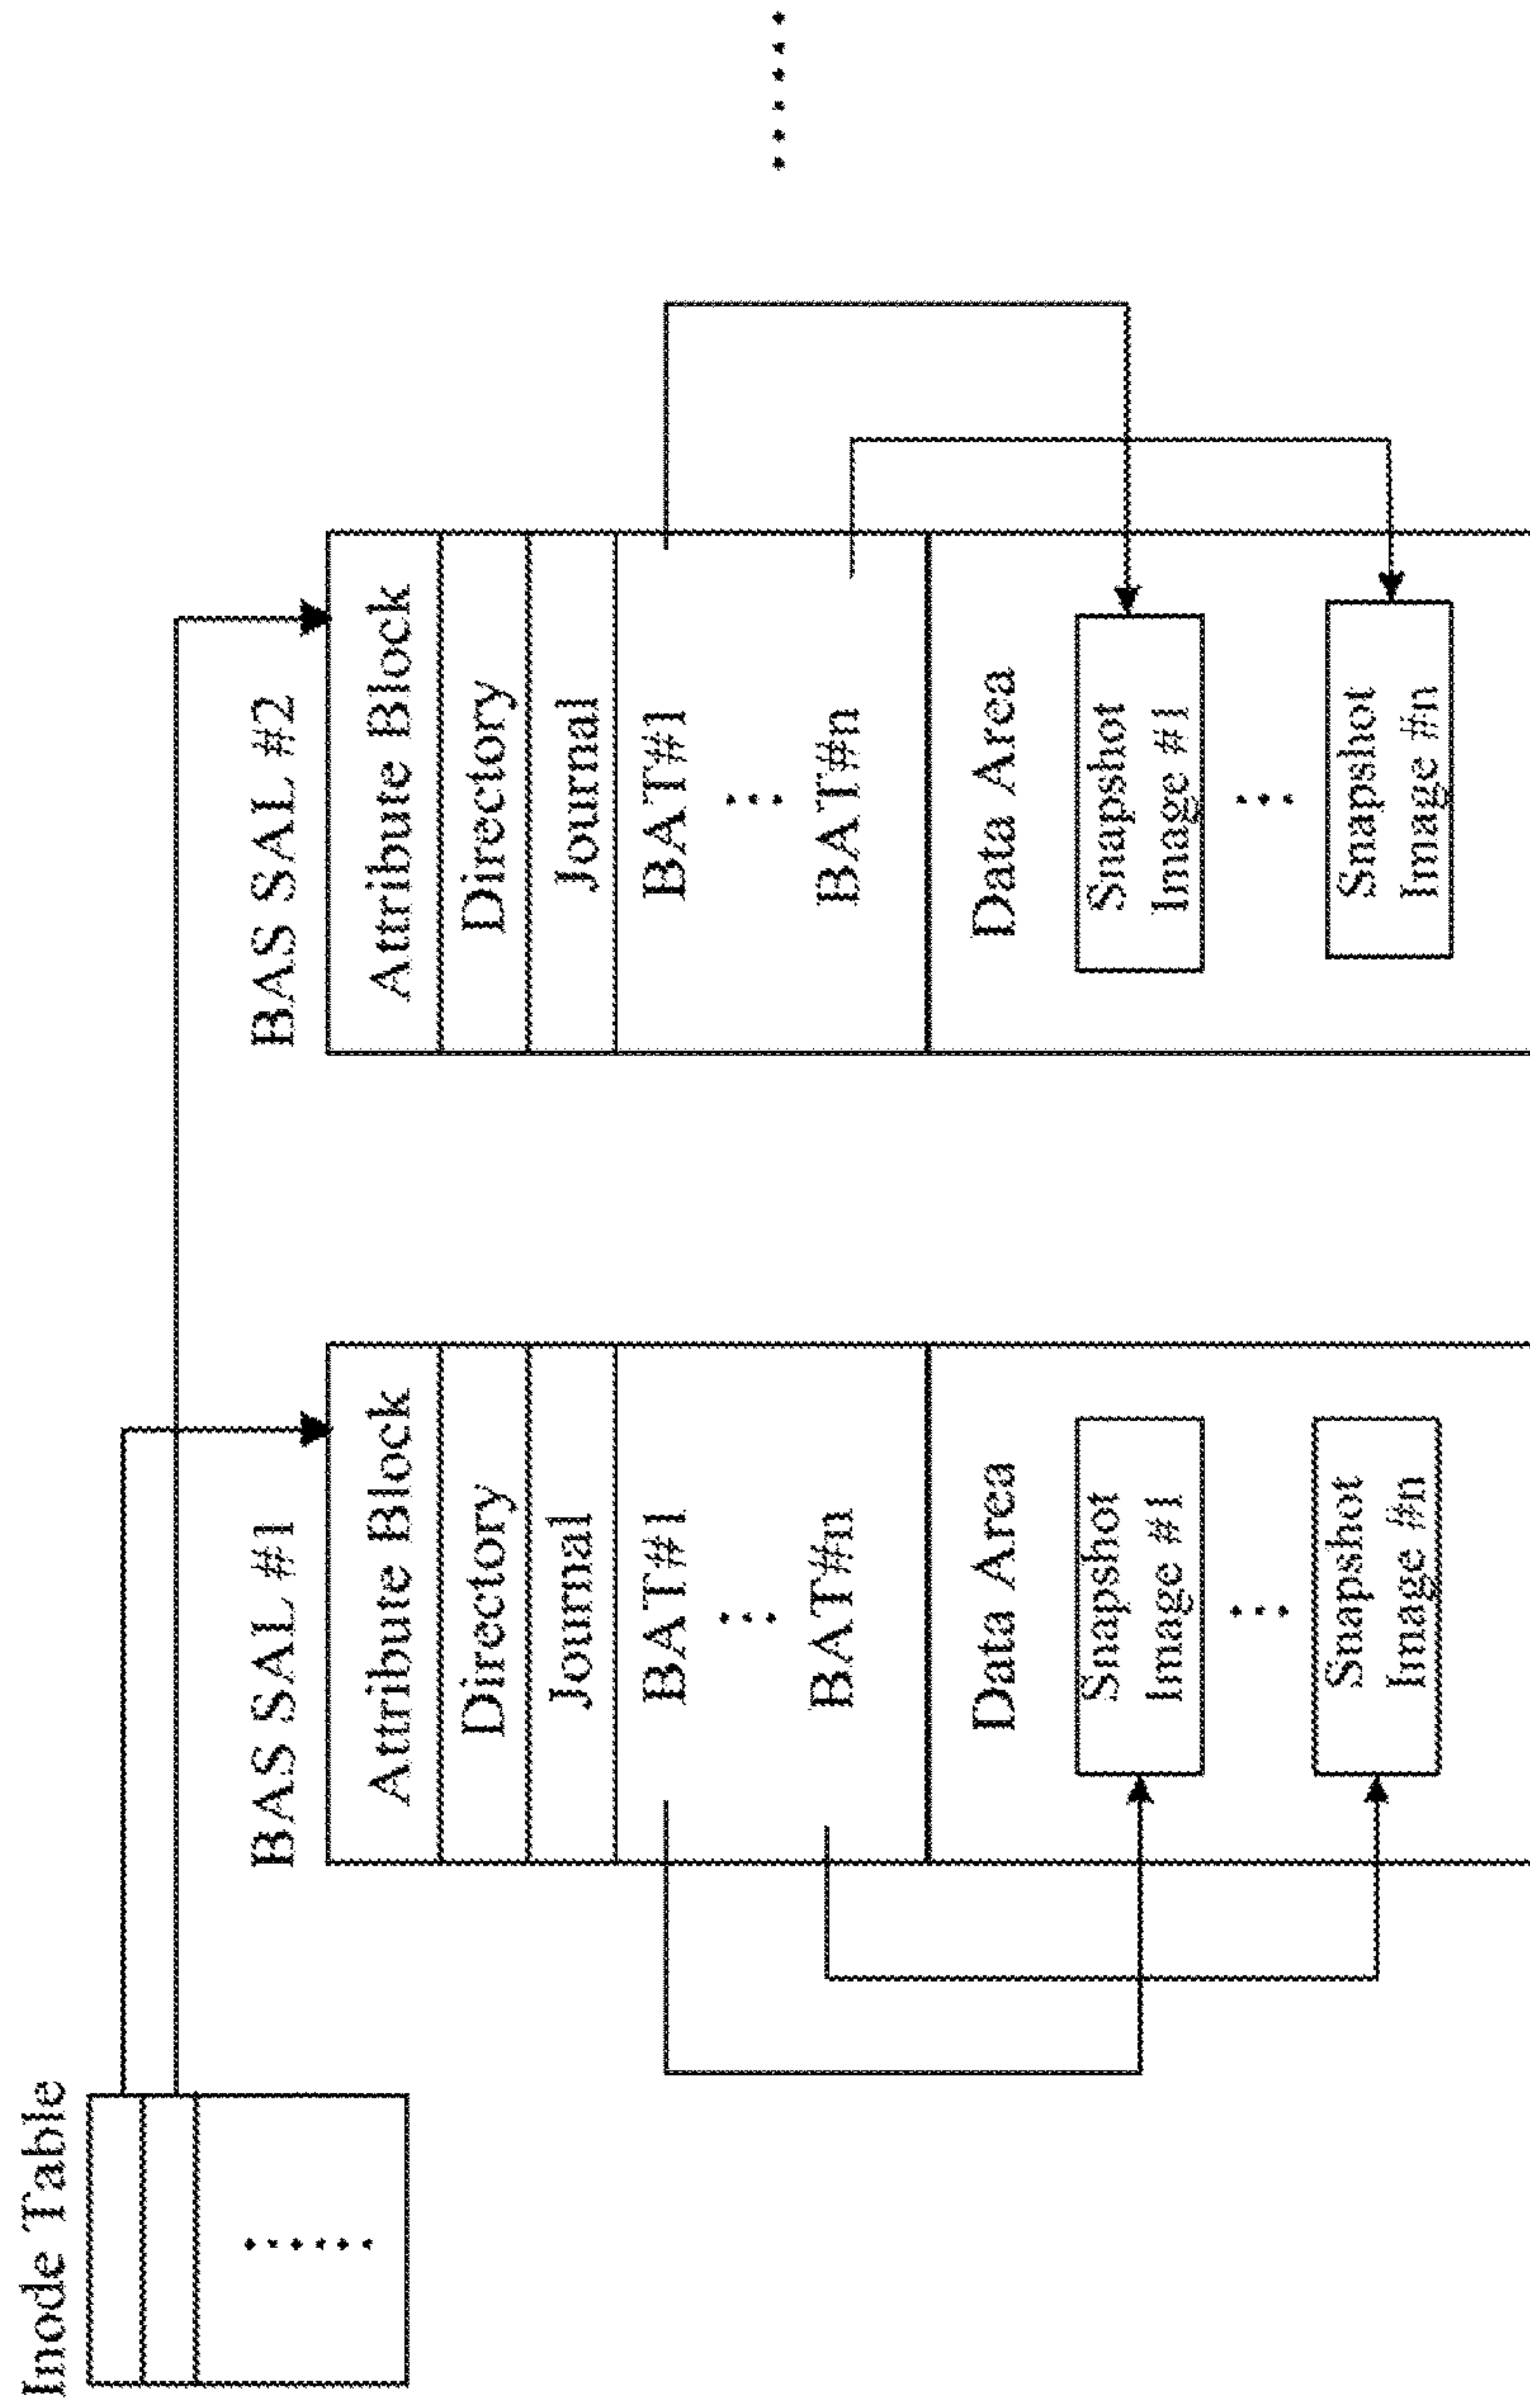 Inode Table
BAS SAL #1
Attribute Block
Directory
Journal
BAT#1
...
BAT#n
Data Area
Snapshot
Image #1
...
Snapshot
Image #n
BAS SAL #2
Attribute Block
Directory
Journal
BAT#1
...
BAT#n
Data Area
Snapshot
Image #1
...
Snapshot
Image #n